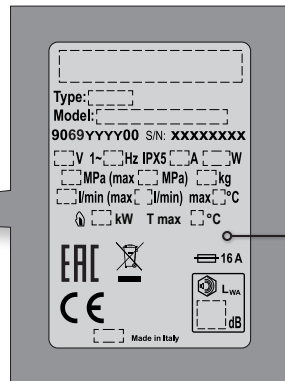 Type:
Model:
9069YYYY00 S/N: XXXXXXXX
V 1~ Hz IPX5 A W
MPa (max MPa) kg
l/min (max l/min) max °C
kW T max °C
EAC
16 A
CE
LWA
dB
Made in Italy